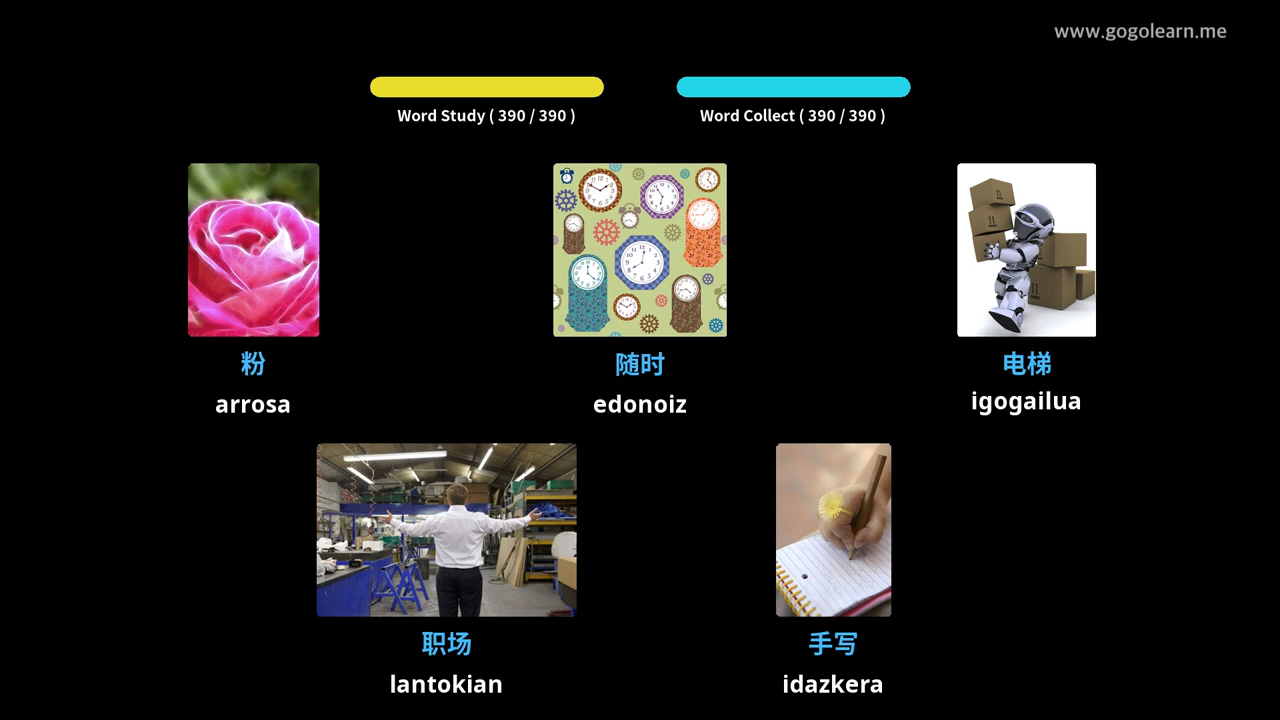 www.gogolearn.me
Word Study ( 390 / 390 )
Word Collect ( 390 / 390 )
粉
随时
电梯
arrosa
edonoiz
igogailua
职场
手写
lantokian
idazkera